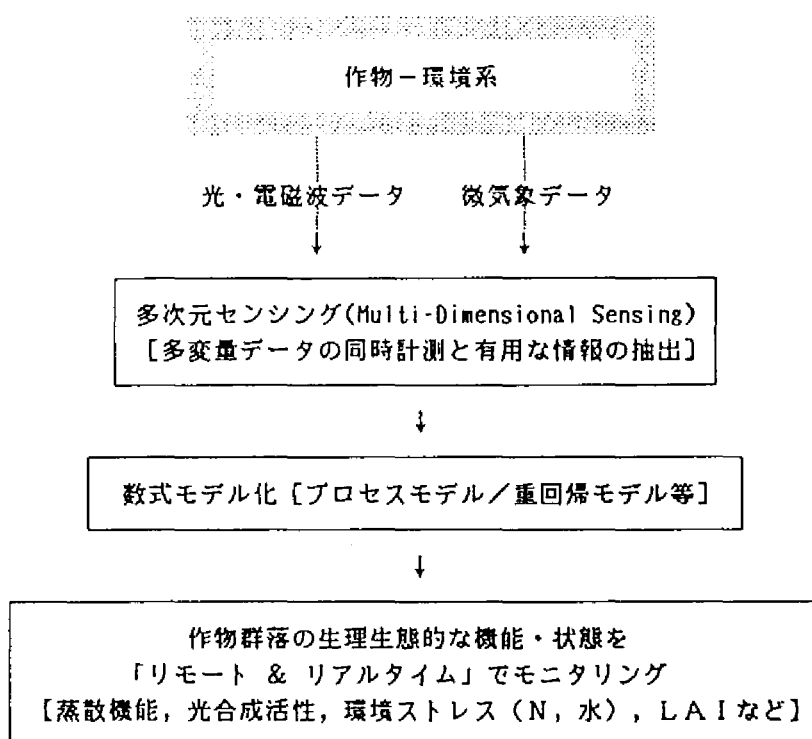 作物－環境系
光・電磁波データ 微気象データ
多次元センシング(Multi-Dimensional Sensing)
［多変量データの同時計測と有用な情報の抽出］
数式モデル化［プロセスモデル／重回帰モデル等］
作物群落の生理生態的な機能・状態を
「リモート ＆ リアルタイム」でモニタリング
［蒸散機能，光合成活性，環境ストレス（Ｎ，水），ＬＡＩなど］